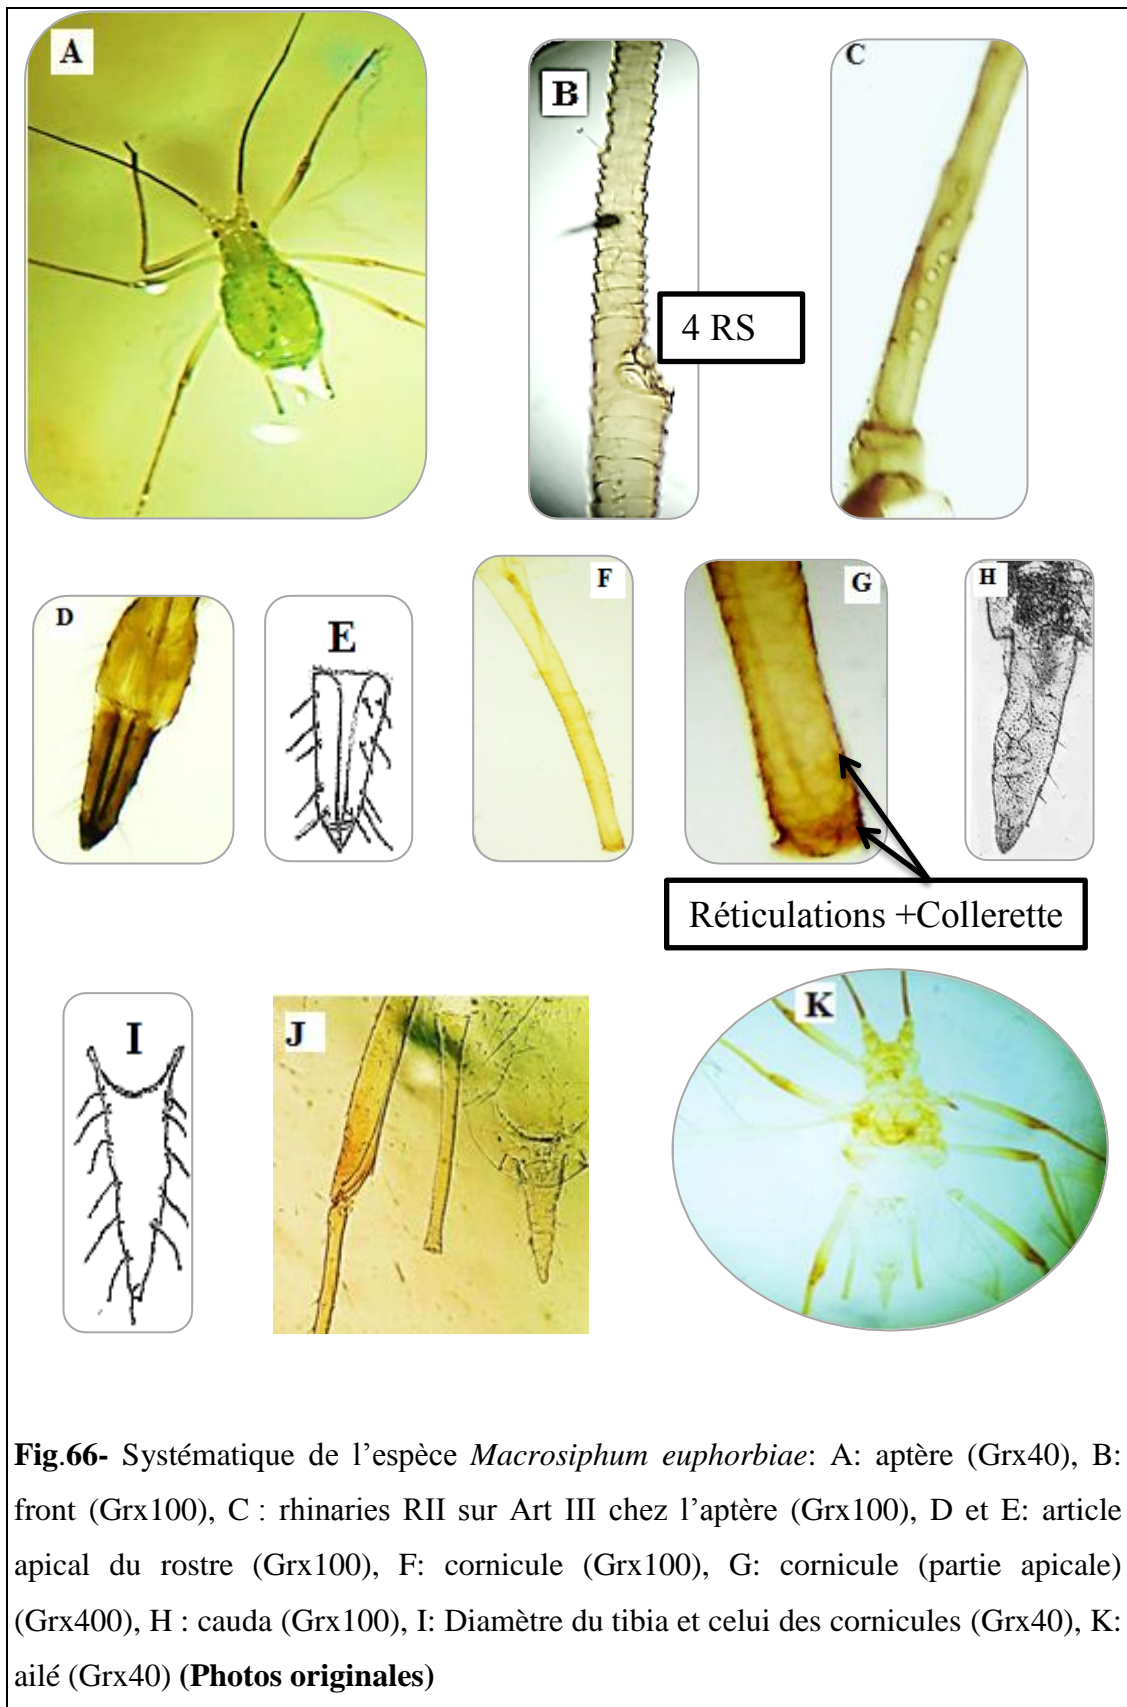 A
B
C
4 RS
D
E
F
G
H
Réticulations +Collerette
I
J
K
Fig.66- Systématique de l'espèce Macrosiphum euphorbiae: A: aptère (Grx40), B:
front (Grx100), C : rhinaries RII sur Art III chez l'aptère (Grx100), D et E: article
apical du rostre (Grx100), F: cornicule (Grx100), G: cornicule (partie apicale)
(Grx400), H : cauda (Grx100), I: Diamètre du tibia et celui des cornicules (Grx40), K:
ailé (Grx40) (Photos originales)